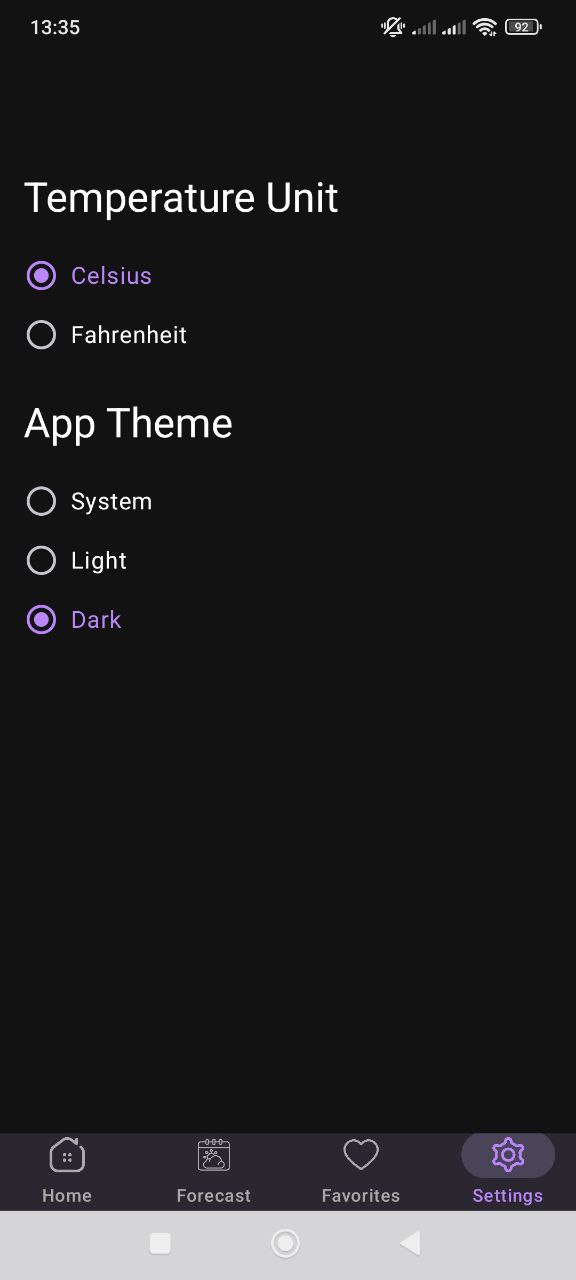 13:35
92
Temperature Unit
Celsius
Fahrenheit
App Theme
System
Light
Dark
Home Forecast Favorites Settings